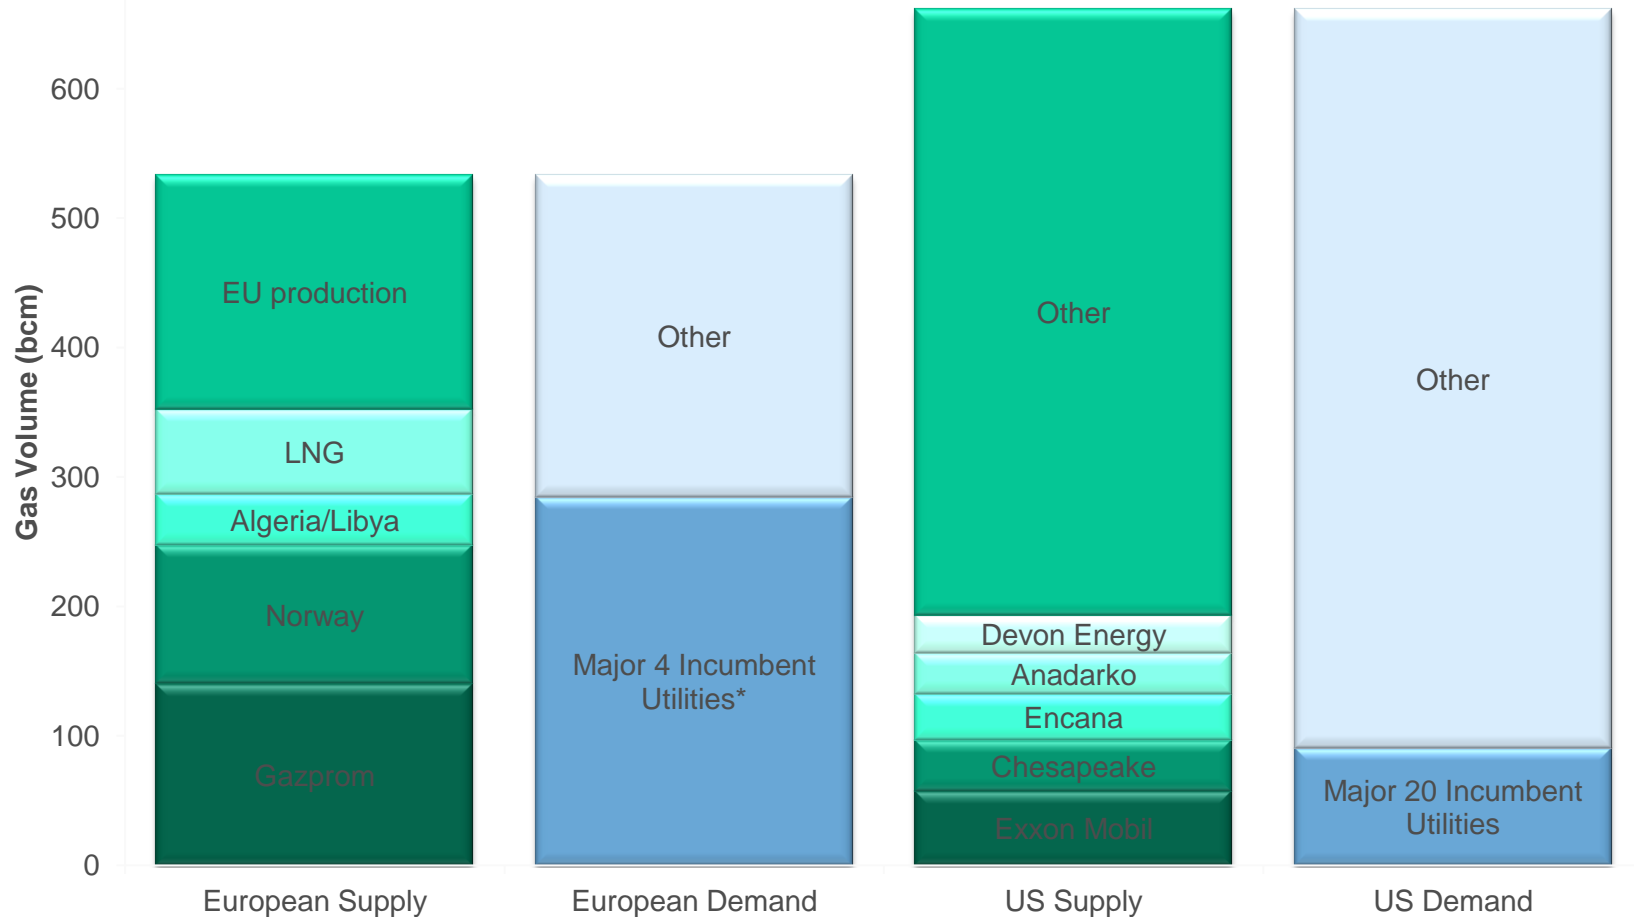 Gas Volume (bcm)
600
500
400
300
200
100
0
EU production
LNG
Algeria/Libya
Norway
Gazprom
Other
Major 4 Incumbent
Utilities*
Other
Devon Energy
Anadarko
Encana
Chesapeake
Exxon Mobil
Other
Major 20 Incumbent
Utilities
European Supply
European Demand
US Supply
US Demand